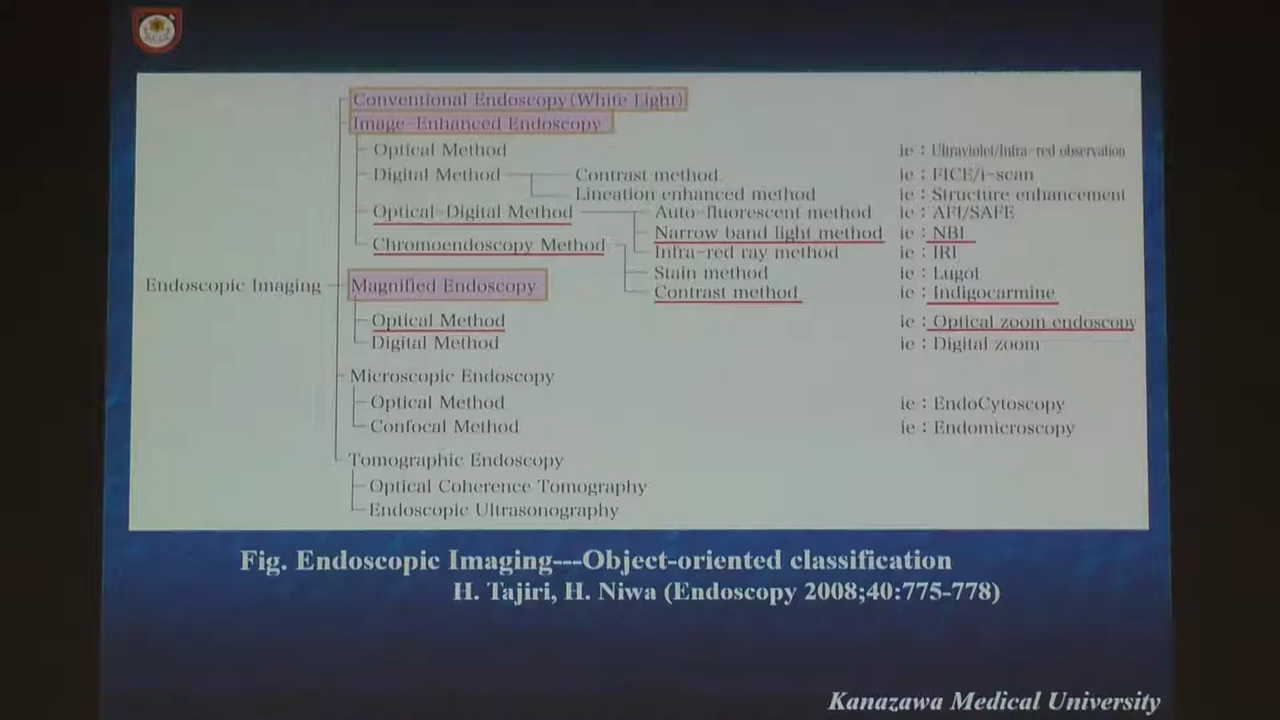 Conventional Endoscopy(White Light)
Image-Enhanced Endoscopy
Optical Method ie : Ultraviolet/Infra-red observation
Digital Method Contrast method ie : FICE/i-scan
Lineation enhanced method ie : Structure enhancement
Optical-Digital Method Auto-fluorescent method ie : AFI/SAFE
Narrow band light method ie : NBI
Chromoendoscopy Method Infra-red ray method ie : IRI
Stain method ie : Lugol
Endoscopic Imaging Magnified Endoscopy Contrast method ie : Indigocarmine
Optical Method ie : Optical zoom endoscopy
Digital Method ie : Digital zoom
Microscopic Endoscopy
Optical Method ie : EndoCytoscopy
Confocal Method ie : Endomicroscopy
Tomographic Endoscopy
Optical Coherence Tomography
Endoscopic Ultrasonography
Fig. Endoscopic Imaging---Object-oriented classification
H. Tajiri, H. Niwa (Endoscopy 2008;40:775-778)
Kanazawa Medical University